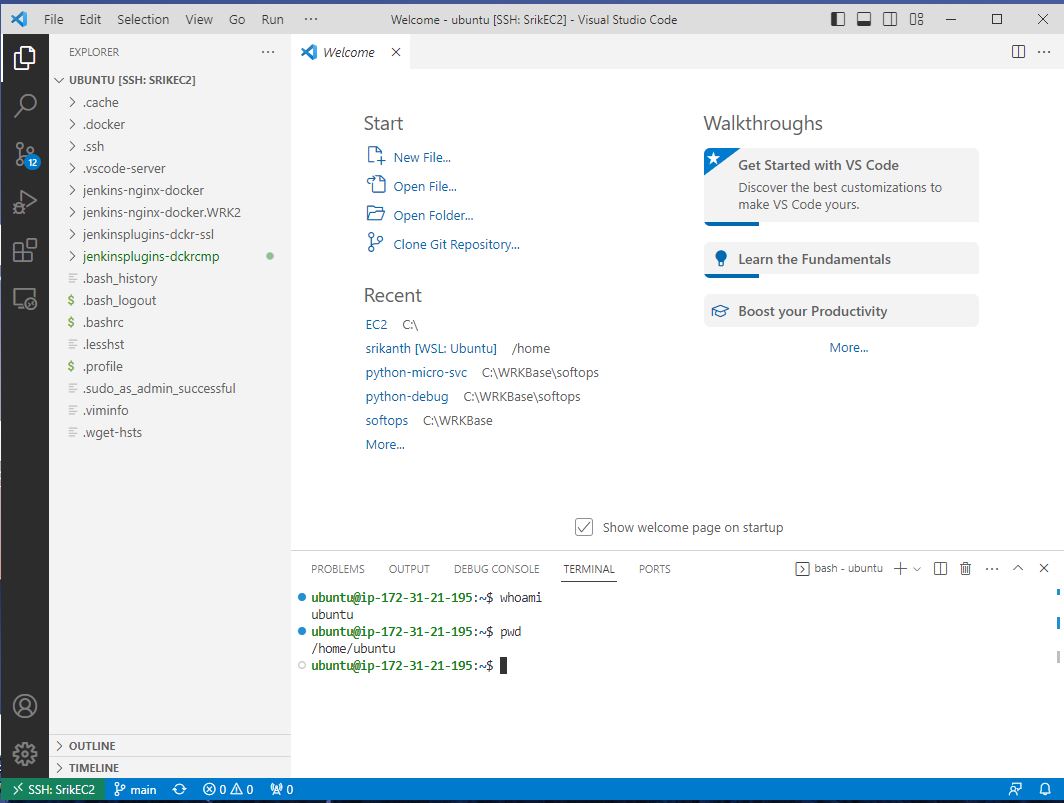 File Edit Selection View Go Run ··· Welcome - ubuntu [SSH: SrikEC2] - Visual Studio Code
EXPLORER ···
Welcome
UBUNTU [SSH: SRIKEC2]
.cache
.docker
.ssh
.vscode-server
jenkins-nginx-docker
jenkins-nginx-docker.WRK2
jenkinsplugins-dckr-ssl
jenkinsplugins-dckrcmp
.bash_history
$ .bash_logout
$ .bashrc
.lesshst
$ .profile
.sudo_as_admin_successful
.viminfo
.wget-hsts
OUTLINE
TIMELINE
12
Start
New File...
Open File...
Open Folder...
Clone Git Repository...
Recent
EC2 C:\
srikanth [WSL: Ubuntu] /home
python-micro-svc C:\WRKBase\softops
python-debug C:\WRKBase\softops
softops C:\WRKBase
More...
Walkthroughs
Get Started with VS Code
Discover the best customizations to
make VS Code yours.
Learn the Fundamentals
Boost your Productivity
More...
Show welcome page on startup
PROBLEMS OUTPUT DEBUG CONSOLE TERMINAL PORTS bash - ubuntu
ubuntu@ip-172-31-21-195:~$ whoami
ubuntu
ubuntu@ip-172-31-21-195:~$ pwd
/home/ubuntu
ubuntu@ip-172-31-21-195:~$
SSH: SrikEC2 main 0 0 0